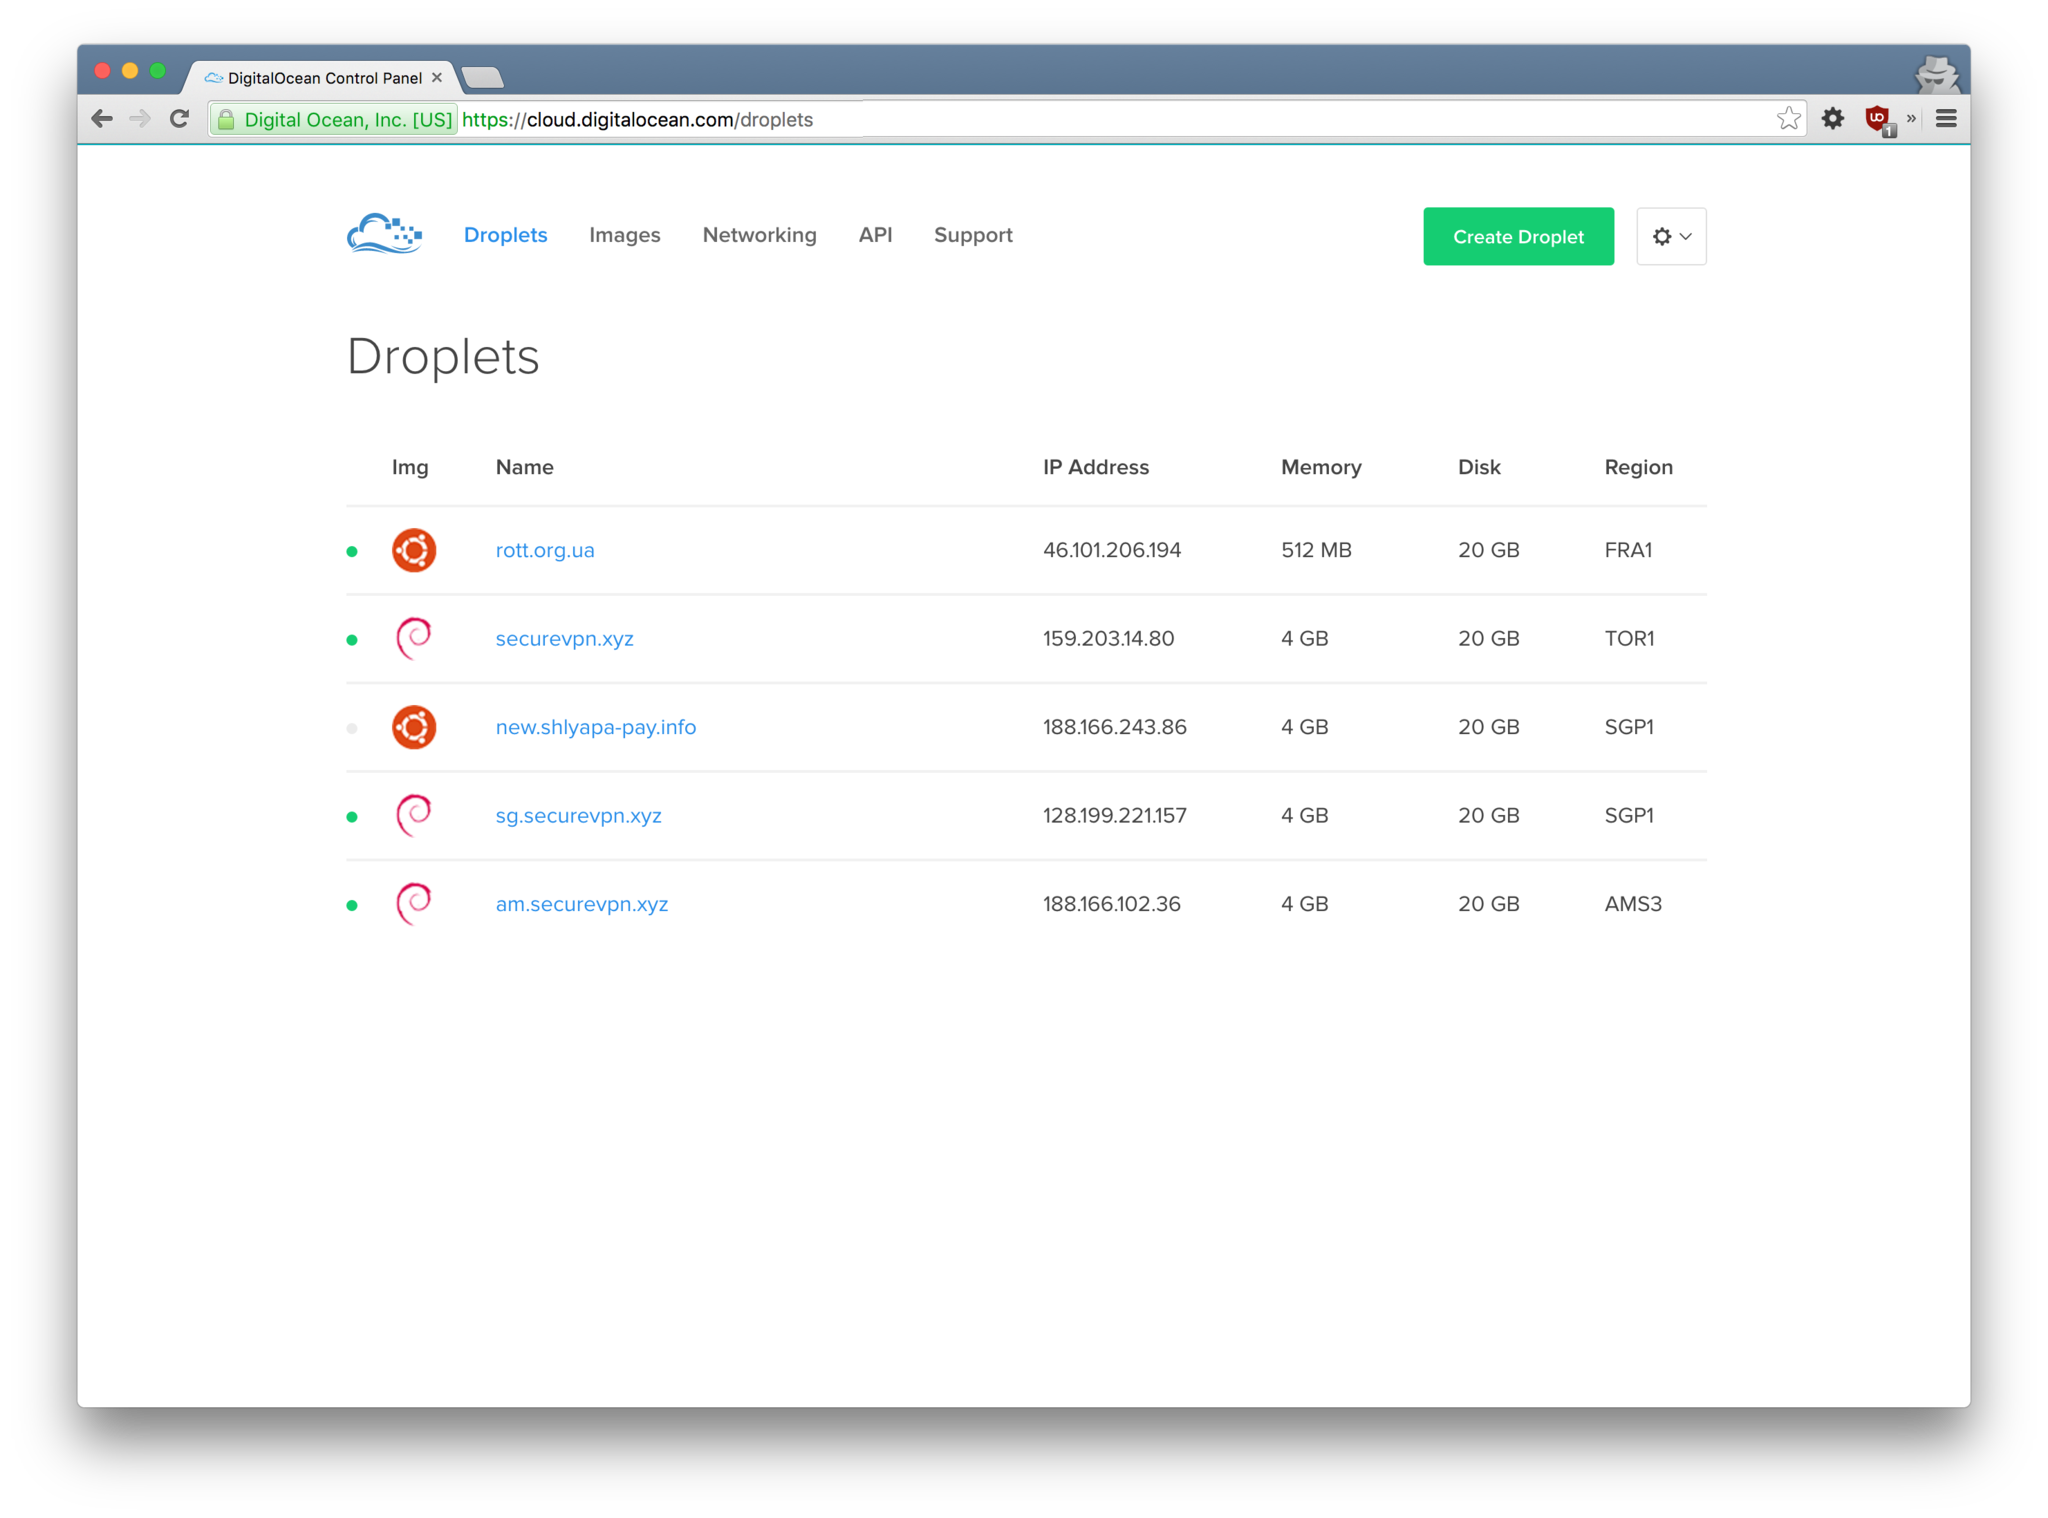 DigitalOcean Control Panel
Digital Ocean, Inc. [US] https://cloud.digitalocean.com/droplets
1
Droplets Images Networking API Support Create Droplet
Droplets
Img Name IP Address Memory Disk Region
rott.org.ua 46.101.206.194 512 MB 20 GB FRA1
securevpn.xyz 159.203.14.80 4 GB 20 GB TOR1
new.shlyapa-pay.info 188.166.243.86 4 GB 20 GB SGP1
sg.securevpn.xyz 128.199.221.157 4 GB 20 GB SGP1
am.securevpn.xyz 188.166.102.36 4 GB 20 GB AMS3